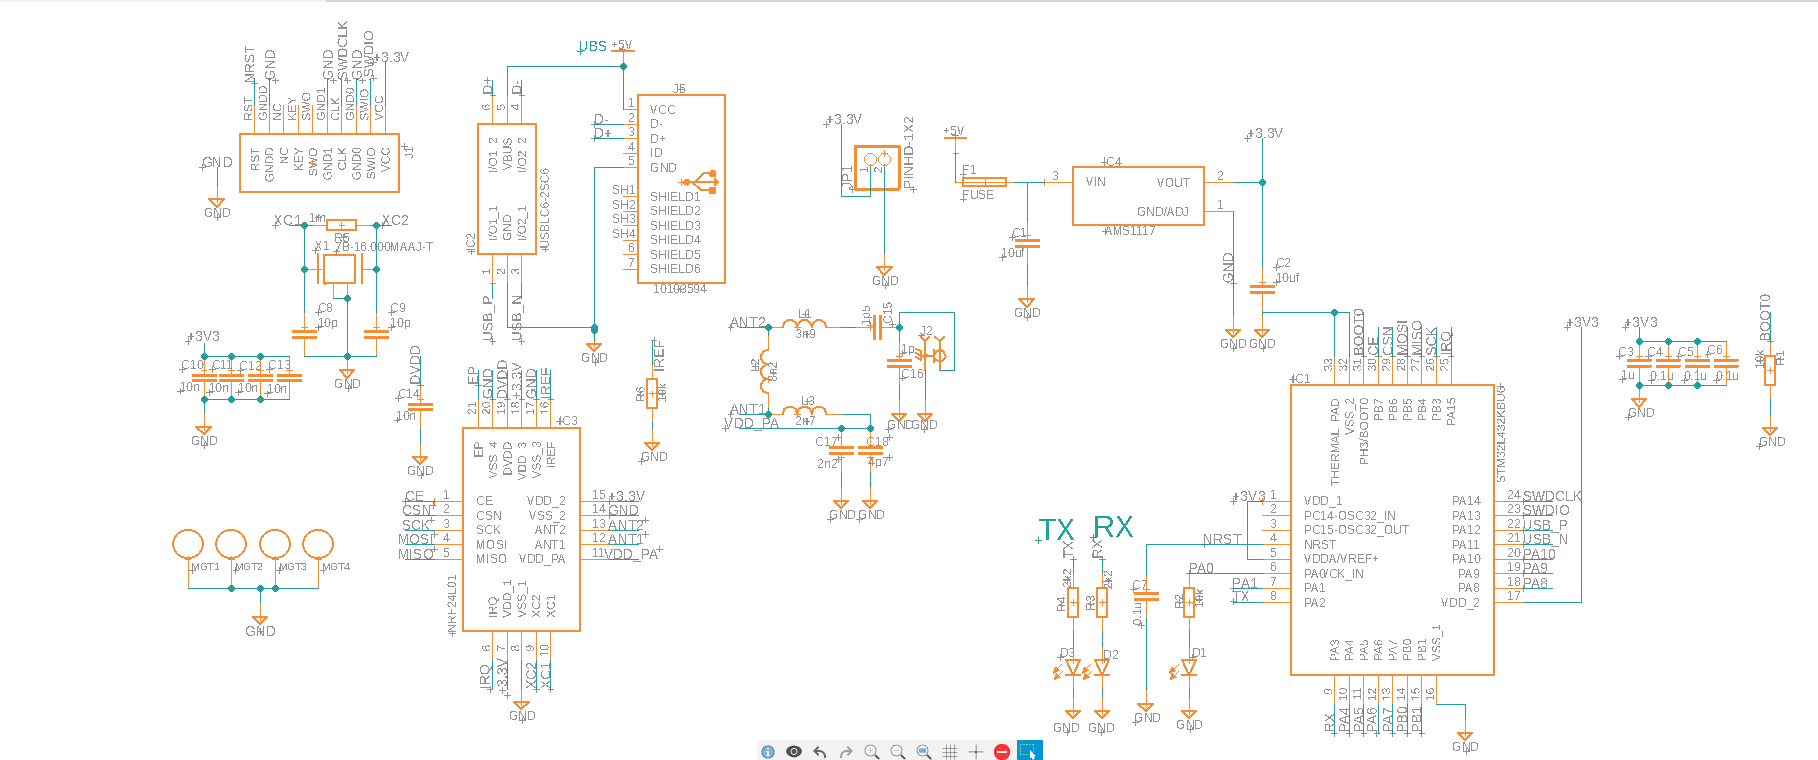 NRST
GND
GND
SWDCLK
GND
SWDIO
+3.3V
RST
GNDD
NC
KEY
SWO
GND1
CLK
GND0
SWIO
VCC
RST
GNDD
NC
KEY
SWO
GND1
CLK
GND0
SWIO
VCC
J1
GND
GND
XC1
1m
XC2
R5
X1
7B-16.000MAAJ-T
C8
10p
C9
10p
GND
+3V3
C10
C11
C12
C13
10n
10n
10n
10n
GND
DVDD
C14
10n
GND
UBS
+5V
D+
D-
6
5
4
I/O1_2
VBUS
I/O2_2
I/O1_1
GND
I/O2_1
IC2
USBLC6-2SC6
1
2
3
USB_P
USB_N
J5
1 VCC
D- 2 D-
D+ 3 D+
4 ID
5 GND
SH1 SHIELD1
SH2 SHIELD2
SH3 SHIELD3
SH4 SHIELD4
6 SHIELD5
7 SHIELD6
10103594
GND
+3.3V
JP1
1
2
PINHD-1X2
GND
+5V
F1
FUSE
C1
10uf
GND
IC4
3 VIN
VOUT 2
GND/ADJ 1
AMS1117
GND
GND
+3.3V
C2
10uf
GND
IREF
R6
10k
GND
ANT2
L1
3n9
1p5
C15
J2
L2
8n2
1p
C16
ANT1
L3
2n7
VDD_PA
GND
GND
C17
2n2
C18
4p7
GND
GND
EP
GND
DVDD
+3.3V
GND
IREF
21
20
19
18
17
16
IC3
EP
VSS_4
DVDD
VDD_3
VSS_3
IREF
CE 1 CE
CSN 2 CSN
SCK 3 SCK
MOSI 4 MOSI
MISO 5 MISO
VDD_2 15 +3.3V
VSS_2 14 GND
ANT2 13 ANT2
ANT1 12 ANT1
VDD_PA 11 VDD_PA
IRQ
VDD_1
VSS_1
XC2
XC1
NRF24L01
6
7
8
9
10
IRQ
+3.3V
XC2
XC1
GND
MGT1
MGT2
MGT3
MGT4
GND
TX
RX
TX
RX
2k2
2k2
R4
R3
D3
D2
GND
GND
C7
0.1u
GND
R2
10k
D1
GND
BOOT0
CE
CSN
MOSI
MISO
SCK
IRQ
33
32
31
30
29
28
27
26
25
IC1
THERMAL PAD
VSS_2
PH3/BOOT0
PB7
PB6
PB5
PB4
PB3
PA15
STM32L432KBU6
+3V3 1 VDD_1
2 PC14-OSC32_IN
3 PC15-OSC32_OUT
NRST 4 NRST
5 VDDA/VREF+
PA0 6 PA0/CK_IN
PA1 7 PA1
TX 8 PA2
PA14 24 SWDCLK
PA13 23 SWDIO
PA12 22 USB_P
PA11 21 USB_N
PA10 20 PA10
PA9 19 PA9
PA8 18 PA8
VDD_2 17
PA3
PA4
PA5
PA6
PA7
PB0
PB1
VSS_1
9
10
11
12
13
14
15
16
RX
PA4
PA5
PA6
PA7
PB0
PB1
GND
+3V3
+3V3
C3
C4
C5
C6
1u
0.1u
0.1u
0.1u
GND
BOOT0
10k
R1
GND